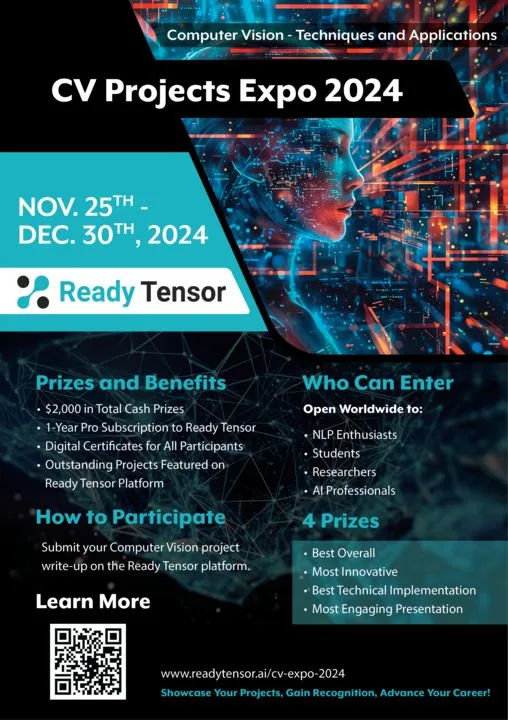 Computer Vision - Techniques and Applications
CV Projects Expo 2024
NOV. 25TH -
DEC. 30TH, 2024
Ready Tensor
Prizes and Benefits
• $2,000 in Total Cash Prizes
• 1-Year Pro Subscription to Ready Tensor
• Digital Certificates for All Participants
• Outstanding Projects Featured on
Ready Tensor Platform
How to Participate
Submit your Computer Vision project
write-up on the Ready Tensor platform.
Learn More
Who Can Enter
Open Worldwide to:
• NLP Enthusiasts
• Students
• Researchers
• AI Professionals
4 Prizes
• Best Overall
• Most Innovative
• Best Technical Implementation
• Most Engaging Presentation
www.readytensor.ai/cv-expo-2024
Showcase Your Projects, Gain Recognition, Advance Your Career!